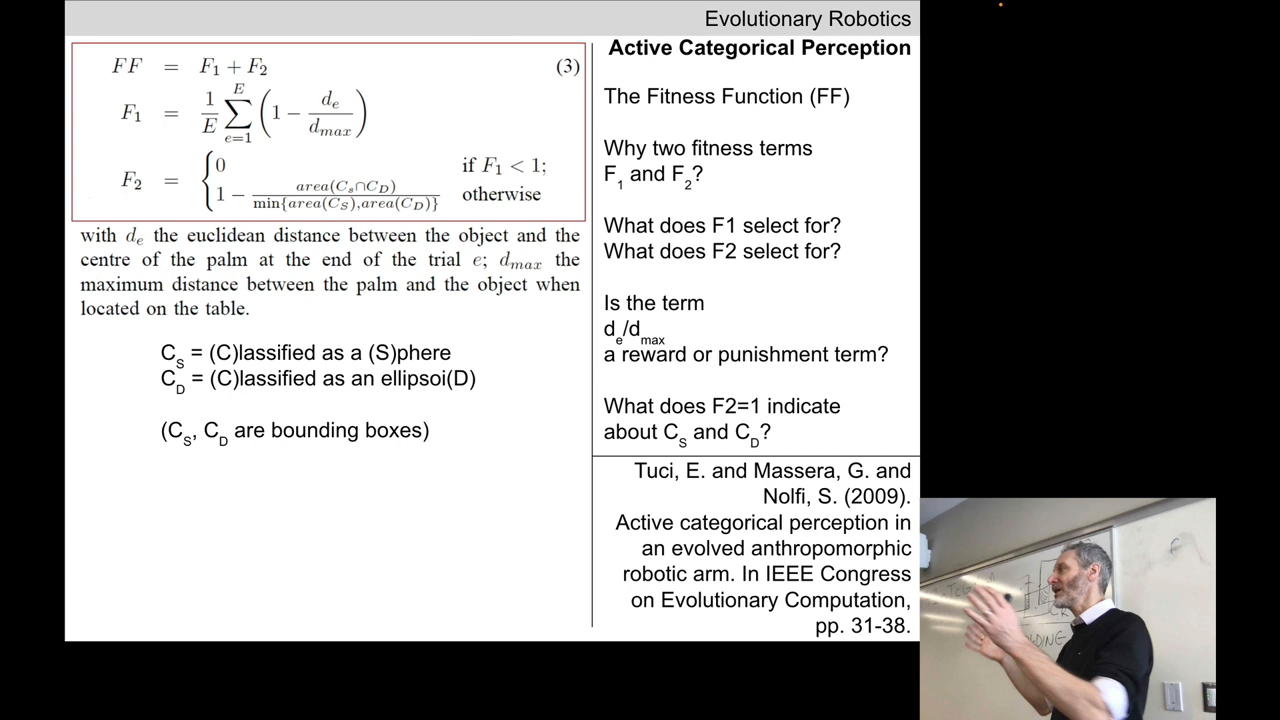 Evolutionary Robotics
FF = F₁ + F₂ (3)
F₁ = 1/E ∑_{e=1}^{E} (1 − d_e/d_max)
F₂ = {0 if F₁ < 1;
1 − area(C_s∩C_D)/min{area(C_S),area(C_D)} otherwise
with d_e the euclidean distance between the object and the
centre of the palm at the end of the trial e; d_max the
maximum distance between the palm and the object when
located on the table.
C_S = (C)lassified as a (S)phere
C_D = (C)lassified as an ellipsoi(D)
(C_S, C_D are bounding boxes)
Active Categorical Perception
The Fitness Function (FF)
Why two fitness terms
F₁ and F₂?
What does F1 select for?
What does F2 select for?
Is the term
d_e/d_max
a reward or punishment term?
What does F2=1 indicate
about C_S and C_D?
Tuci, E. and Massera, G. and
Nolfi, S. (2009).
Active categorical perception in
an evolved anthropomorphic
robotic arm. In IEEE Congress
on Evolutionary Computation,
pp. 31-38.